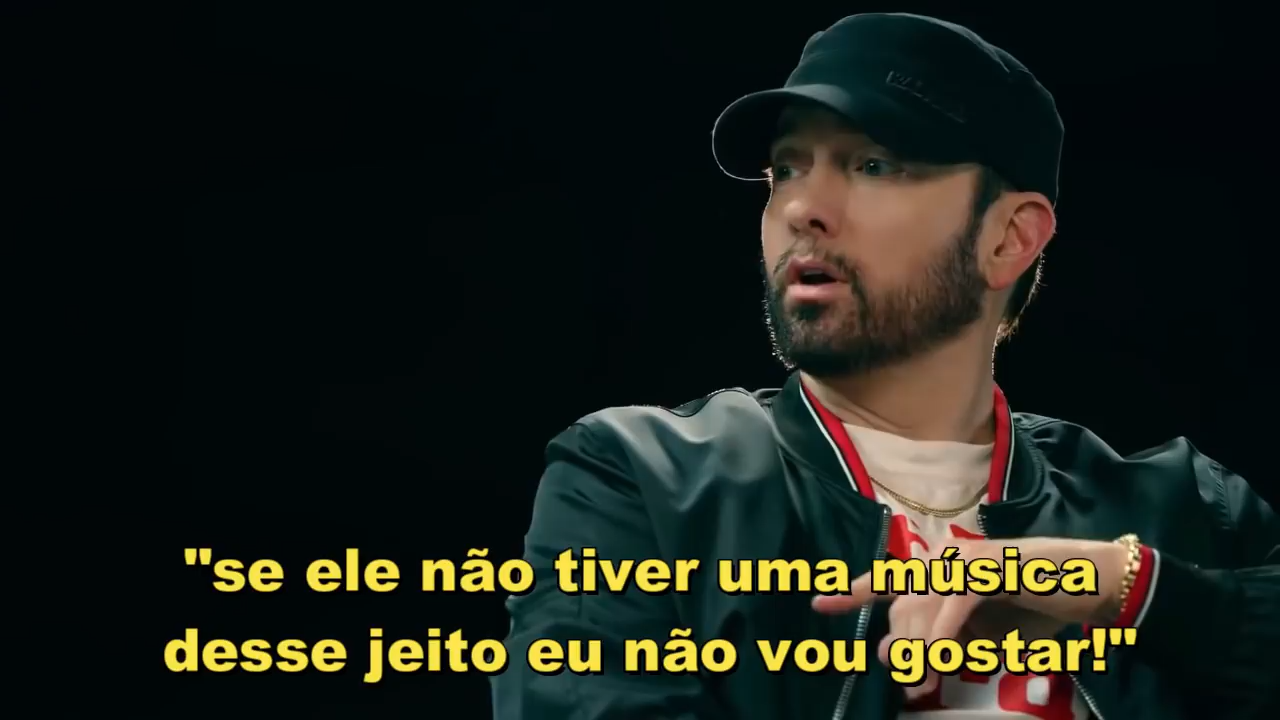 "se ele não tiver uma música
desse jeito eu não vou gostar!"